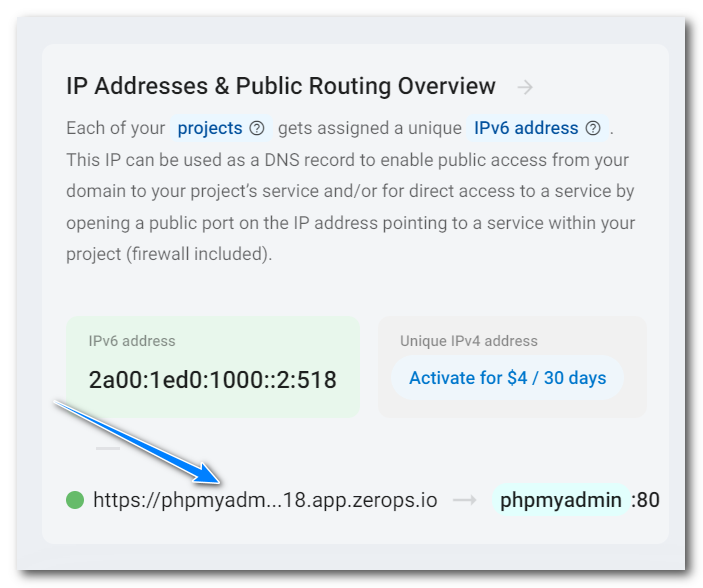 IP Addresses & Public Routing Overview
Each of your projects gets assigned a unique IPv6 address .
This IP can be used as a DNS record to enable public access from your
domain to your project’s service and/or for direct access to a service by
opening a public port on the IP address pointing to a service within your
project (firewall included).
IPv6 address
2a00:1ed0:1000::2:518
Unique IPv4 address
Activate for $4 / 30 days
https://phpmyadm...18.app.zerops.io → phpmyadmin:80